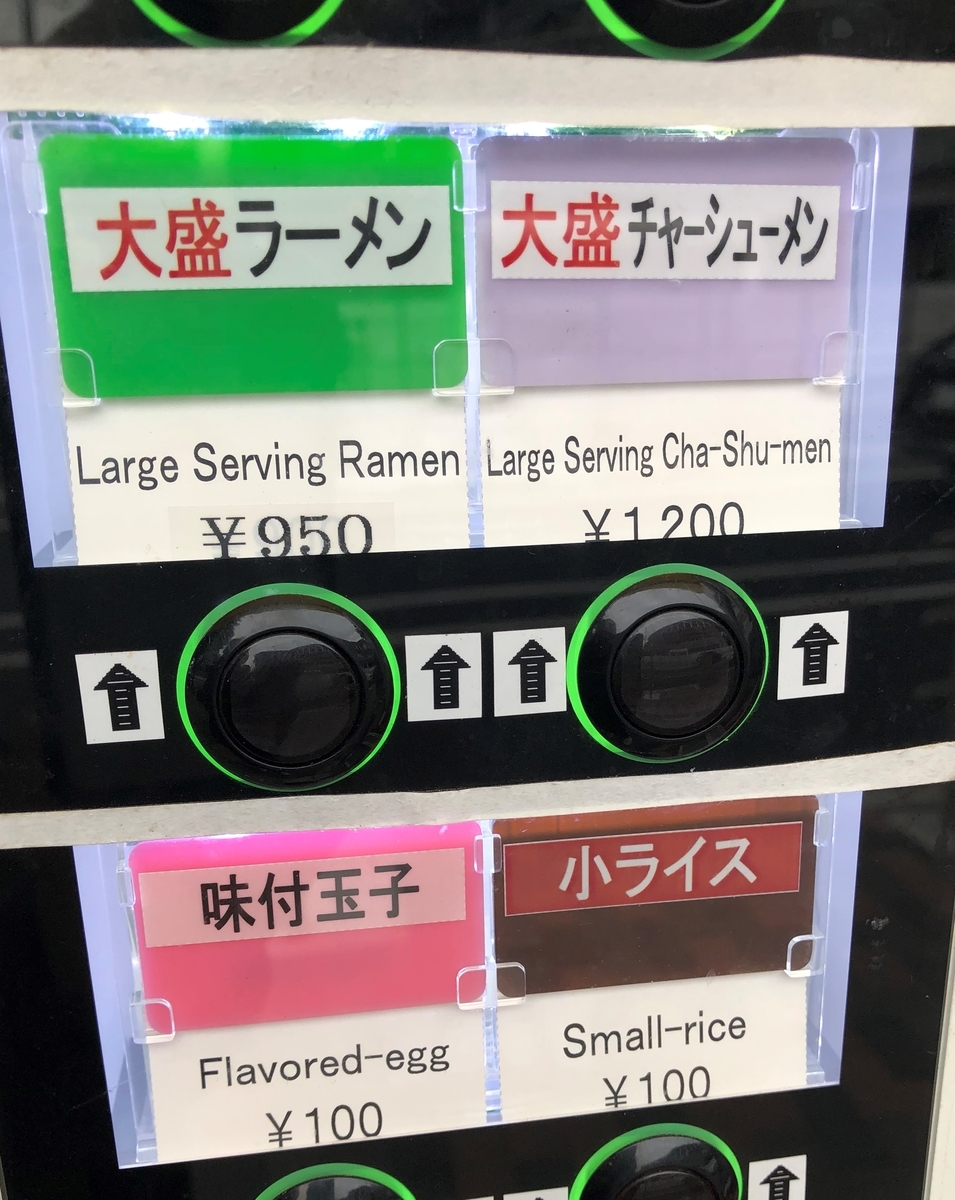 大盛ラーメン
Large Serving Ramen
¥950
大盛チャーシューメン
Large Serving Cha-Shu-men
¥1200
味付玉子
Flavored-egg
¥100
小ライス
Small-rice
¥100